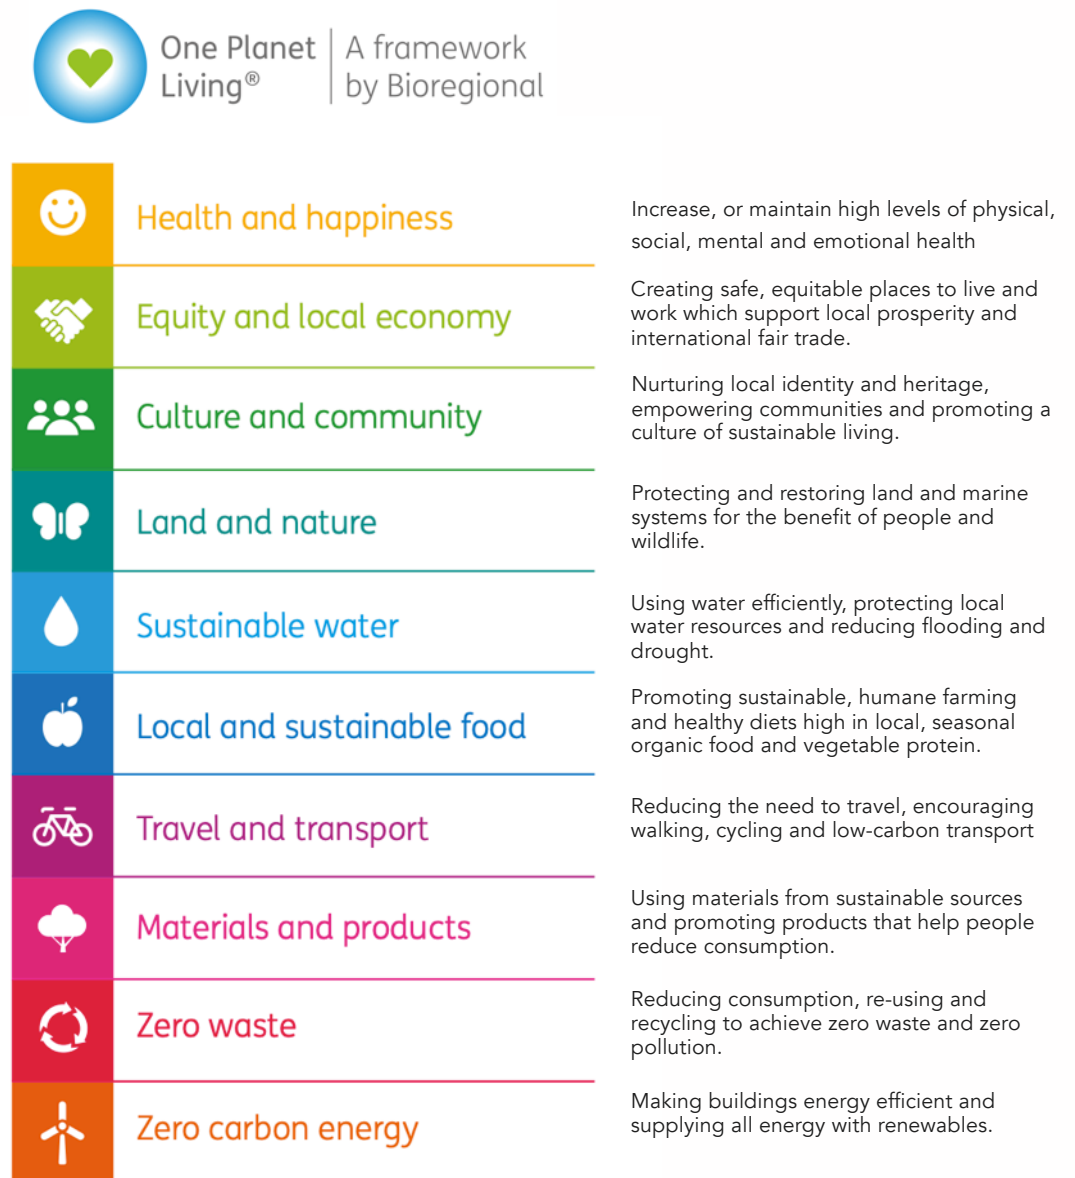 One Planet
Living®
A framework
by Bioregional
Health and happiness
Increase, or maintain high levels of physical,
social, mental and emotional health
Equity and local economy
Creating safe, equitable places to live and
work which support local prosperity and
international fair trade.
Culture and community
Nurturing local identity and heritage,
empowering communities and promoting a
culture of sustainable living.
Land and nature
Protecting and restoring land and marine
systems for the benefit of people and
wildlife.
Sustainable water
Using water efficiently, protecting local
water resources and reducing flooding and
drought.
Local and sustainable food
Promoting sustainable, humane farming
and healthy diets high in local, seasonal
organic food and vegetable protein.
Travel and transport
Reducing the need to travel, encouraging
walking, cycling and low-carbon transport
Materials and products
Using materials from sustainable sources
and promoting products that help people
reduce consumption.
Zero waste
Reducing consumption, re-using and
recycling to achieve zero waste and zero
pollution.
Zero carbon energy
Making buildings energy efficient and
supplying all energy with renewables.